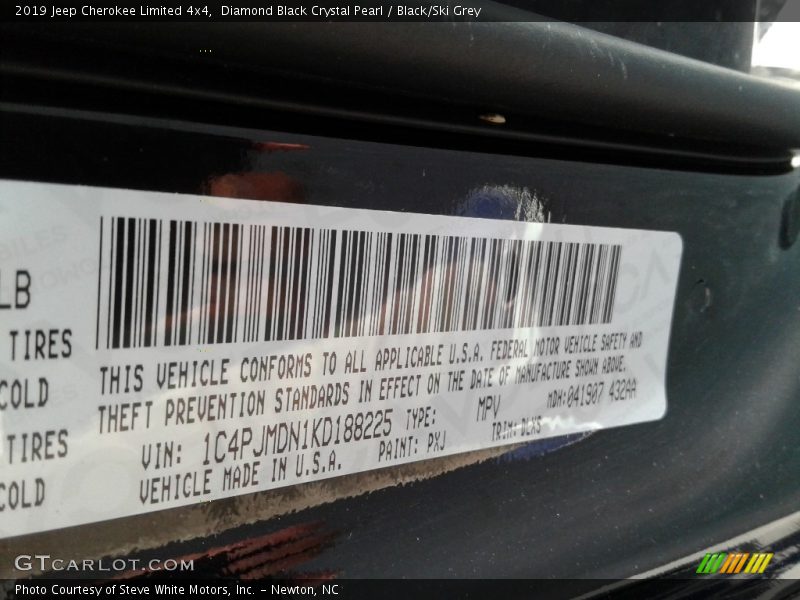 2019 Jeep Cherokee Limited 4x4,  Diamond Black Crystal Pearl / Black/Ski Grey
LB
TIRES
COLD
TIRES
COLD
THIS VEHICLE CONFORMS TO ALL APPLICABLE U.S.A. FEDERAL MOTOR VEHICLE SAFETY AND
THEFT PREVENTION STANDARDS IN EFFECT ON THE DATE OF MANUFACTURE SHOWN ABOVE.
VIN: 1C4PJMDN1KD188225 TYPE: MPV MDH:041907 432AA
VEHICLE MADE IN U.S.A. PAINT: PXJ TRIM: DLXS
GTCARLOT.COM
Photo Courtesy of Steve White Motors, Inc. – Newton, NC